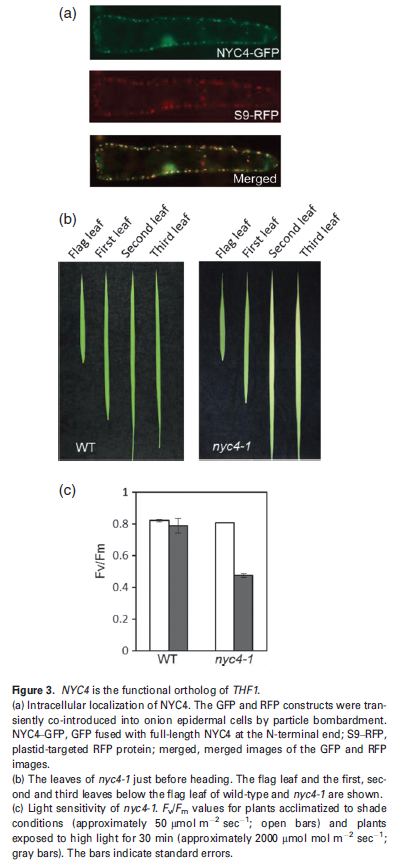 (a)
NYC4-GFP
S9-RFP
Merged
(b)
Flag leaf First leaf Second leaf Third leaf Flag leaf First leaf Second leaf Third leaf
WT nyc4-1
(c)
1
0.8
0.6
0.4
0.2
0
Fv/Fm
WT nyc4-1
Figure 3. NYC4 is the functional ortholog of THF1.
(a) Intracellular localization of NYC4. The GFP and RFP constructs were tran-
siently co-introduced into onion epidermal cells by particle bombardment.
NYC4–GFP, GFP fused with full-length NYC4 at the N-terminal end; S9–RFP,
plastid-targeted RFP protein; merged, merged images of the GFP and RFP
images.
(b) The leaves of nyc4-1 just before heading. The flag leaf and the first, sec-
ond and third leaves below the flag leaf of wild-type and nyc4-1 are shown.
(c) Light sensitivity of nyc4-1. Fv/Fm values for plants acclimatized to shade
conditions (approximately 50 μmol m−2 sec−1; open bars) and plants
exposed to high light for 30 min (approximately 2000 μmol mol m−2 sec−1;
gray bars). The bars indicate standard errors.